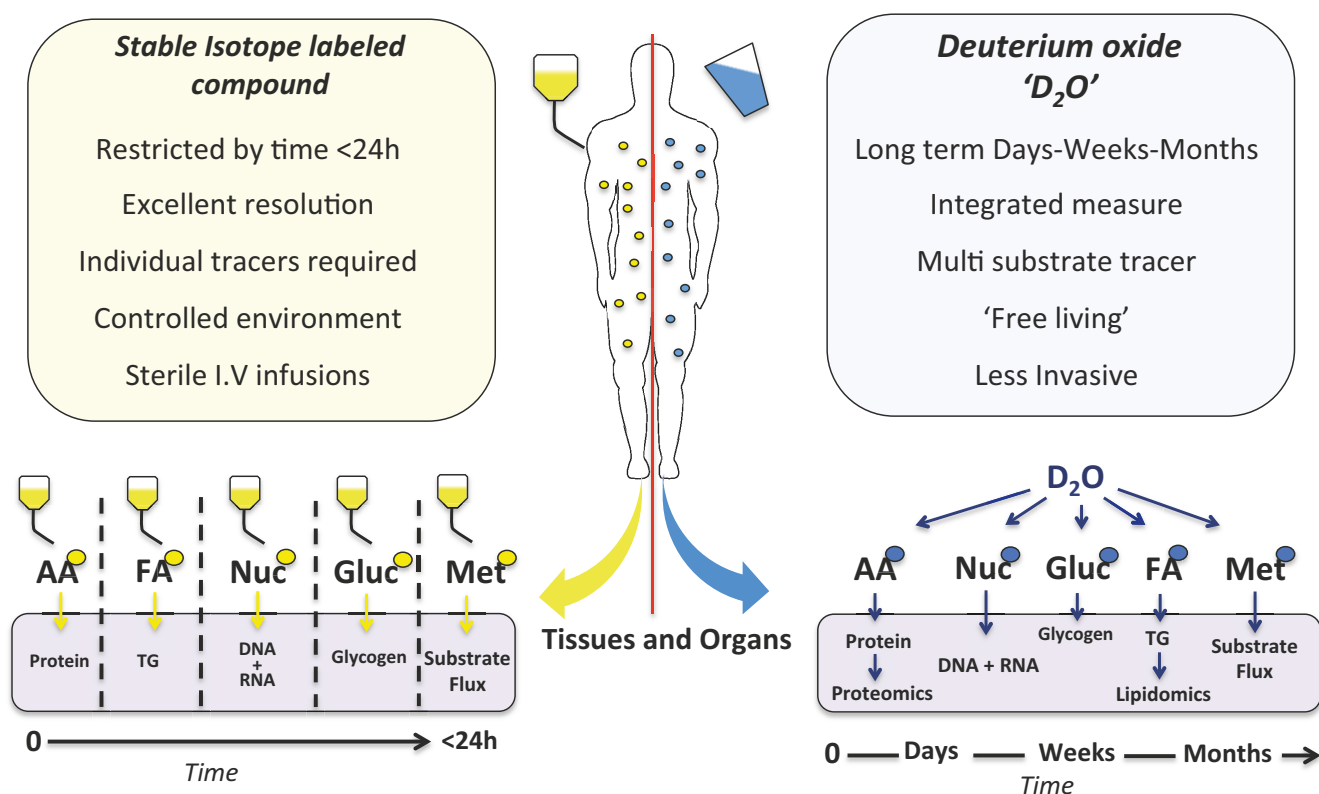 Stable Isotope labeled
compound
Restricted by time <24h
Excellent resolution
Individual tracers required
Controlled environment
Sterile I.V infusions
Deuterium oxide
‘D₂O’
Long term Days-Weeks-Months
Integrated measure
Multi substrate tracer
‘Free living’
Less Invasive
AA
FA
Nuc
Gluc
Met
Protein
TG
DNA
+
RNA
Glycogen
Substrate
Flux
0
<24h
Time
Tissues and Organs
D₂O
AA
Nuc
Gluc
FA
Met
Protein
Proteomics
DNA + RNA
Glycogen
TG
Lipidomics
Substrate
Flux
0 Days Weeks Months
Time